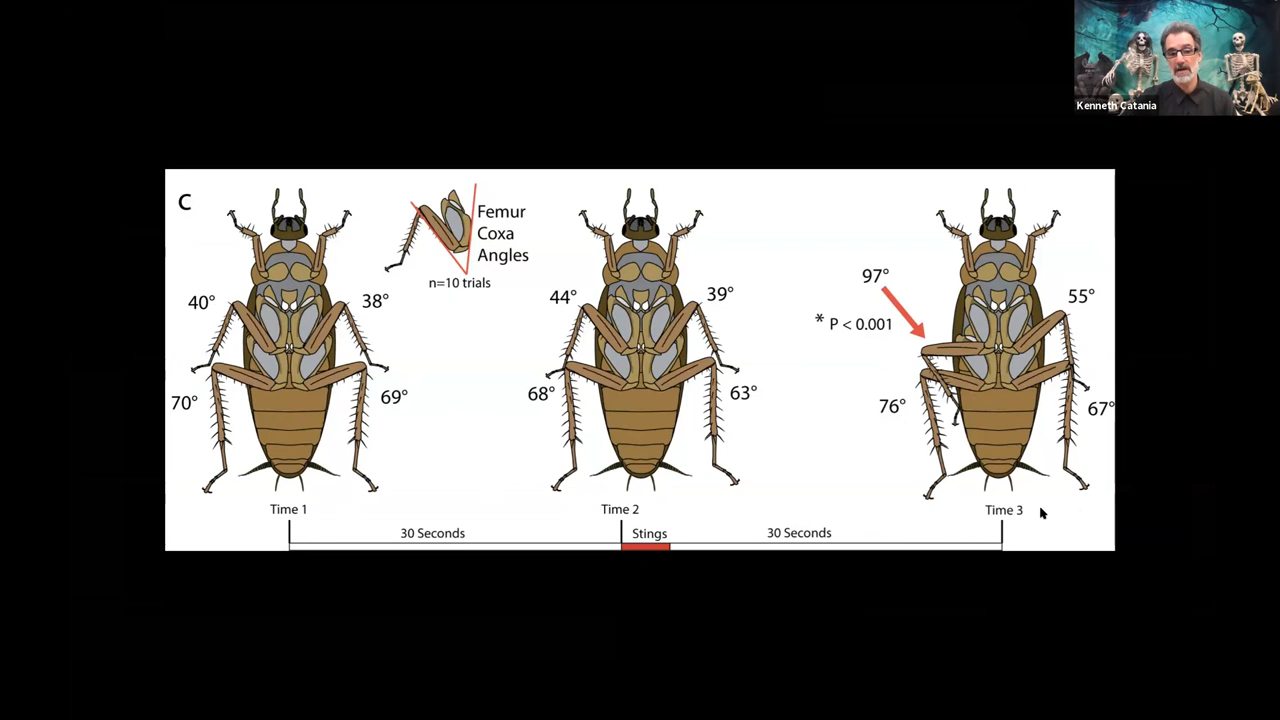 Kenneth Catania
C
Femur
Coxa
Angles
n=10 trials
40°
38°
70°
69°
44°
39°
68°
63°
97°
* P < 0.001
55°
76°
67°
Time 1
Time 2
Time 3
30 Seconds
Stings
30 Seconds